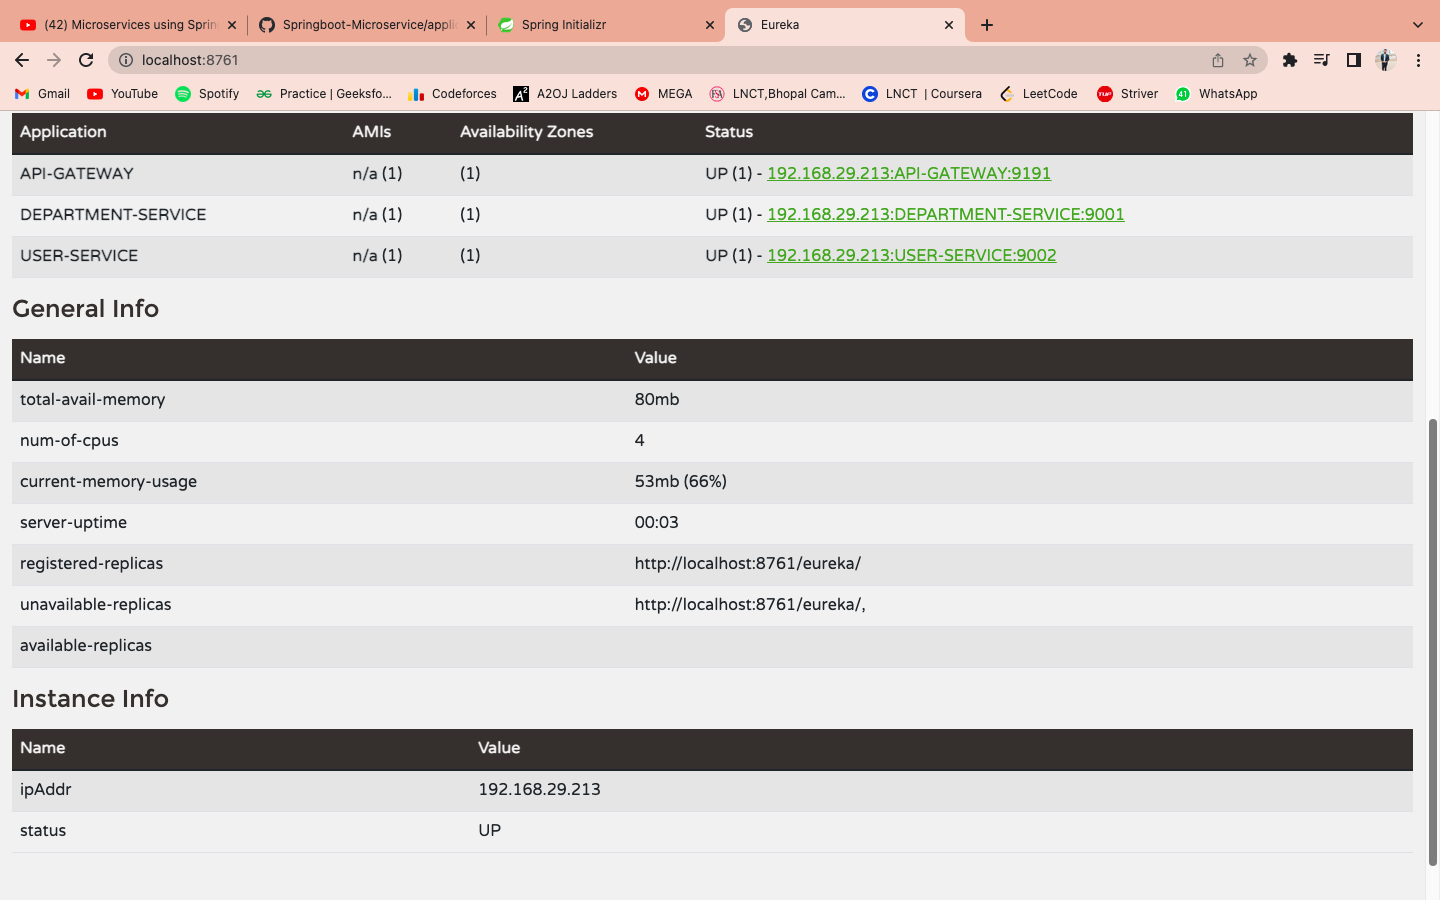 (42) Microservices using Sprin
Springboot-Microservice/appli
Spring Initializr
Eureka
localhost:8761
Gmail YouTube Spotify Practice | Geeksfo... Codeforces A2OJ Ladders MEGA LNCT,Bhopal Cam... LNCT | Coursera LeetCode Striver WhatsApp
Application AMIs Availability Zones Status
API-GATEWAY n/a (1) (1) UP (1) - 192.168.29.213:API-GATEWAY:9191
DEPARTMENT-SERVICE n/a (1) (1) UP (1) - 192.168.29.213:DEPARTMENT-SERVICE:9001
USER-SERVICE n/a (1) (1) UP (1) - 192.168.29.213:USER-SERVICE:9002
General Info
Name Value
total-avail-memory 80mb
num-of-cpus 4
current-memory-usage 53mb (66%)
server-uptime 00:03
registered-replicas http://localhost:8761/eureka/
unavailable-replicas http://localhost:8761/eureka/,
available-replicas
Instance Info
Name Value
ipAddr 192.168.29.213
status UP